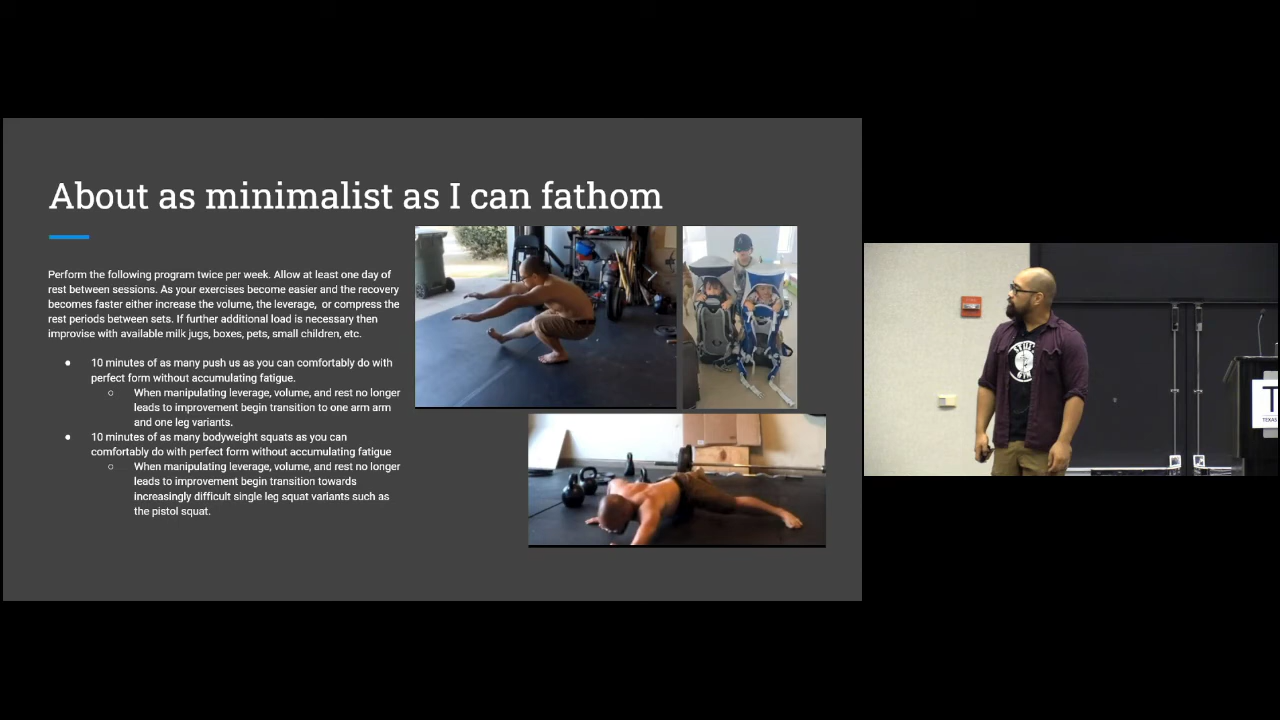 About as minimalist as I can fathom
Perform the following program twice per week. Allow at least one day of
rest between sessions. As your exercises become easier and the recovery
becomes faster either increase the volume, the leverage, or compress the
rest periods between sets. If further additional load is necessary then
improvise with available milk jugs, boxes, pets, small children, etc.
● 10 minutes of as many push us as you can comfortably do with
perfect form without accumulating fatigue.
○ When manipulating leverage, volume, and rest no longer
leads to improvement begin transition to one arm arm
and one leg variants.
● 10 minutes of as many bodyweight squats as you can
comfortably do with perfect form without accumulating fatigue
○ When manipulating leverage, volume, and rest no longer
leads to improvement begin transition towards
increasingly difficult single leg squat variants such as
the pistol squat.
GYM
T
TEXAS